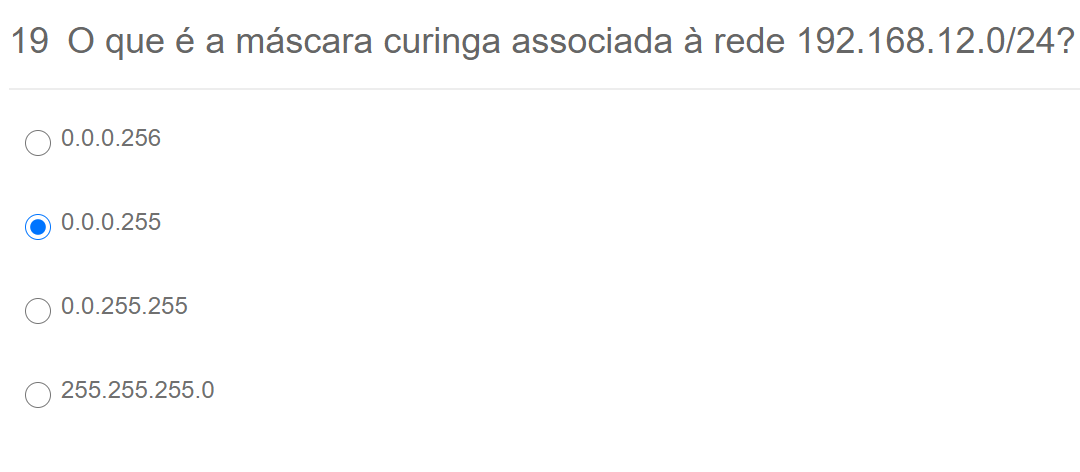 19 O que é a máscara curinga associada à rede 192.168.12.0/24?
0.0.0.256
0.0.0.255
0.0.255.255
255.255.255.0